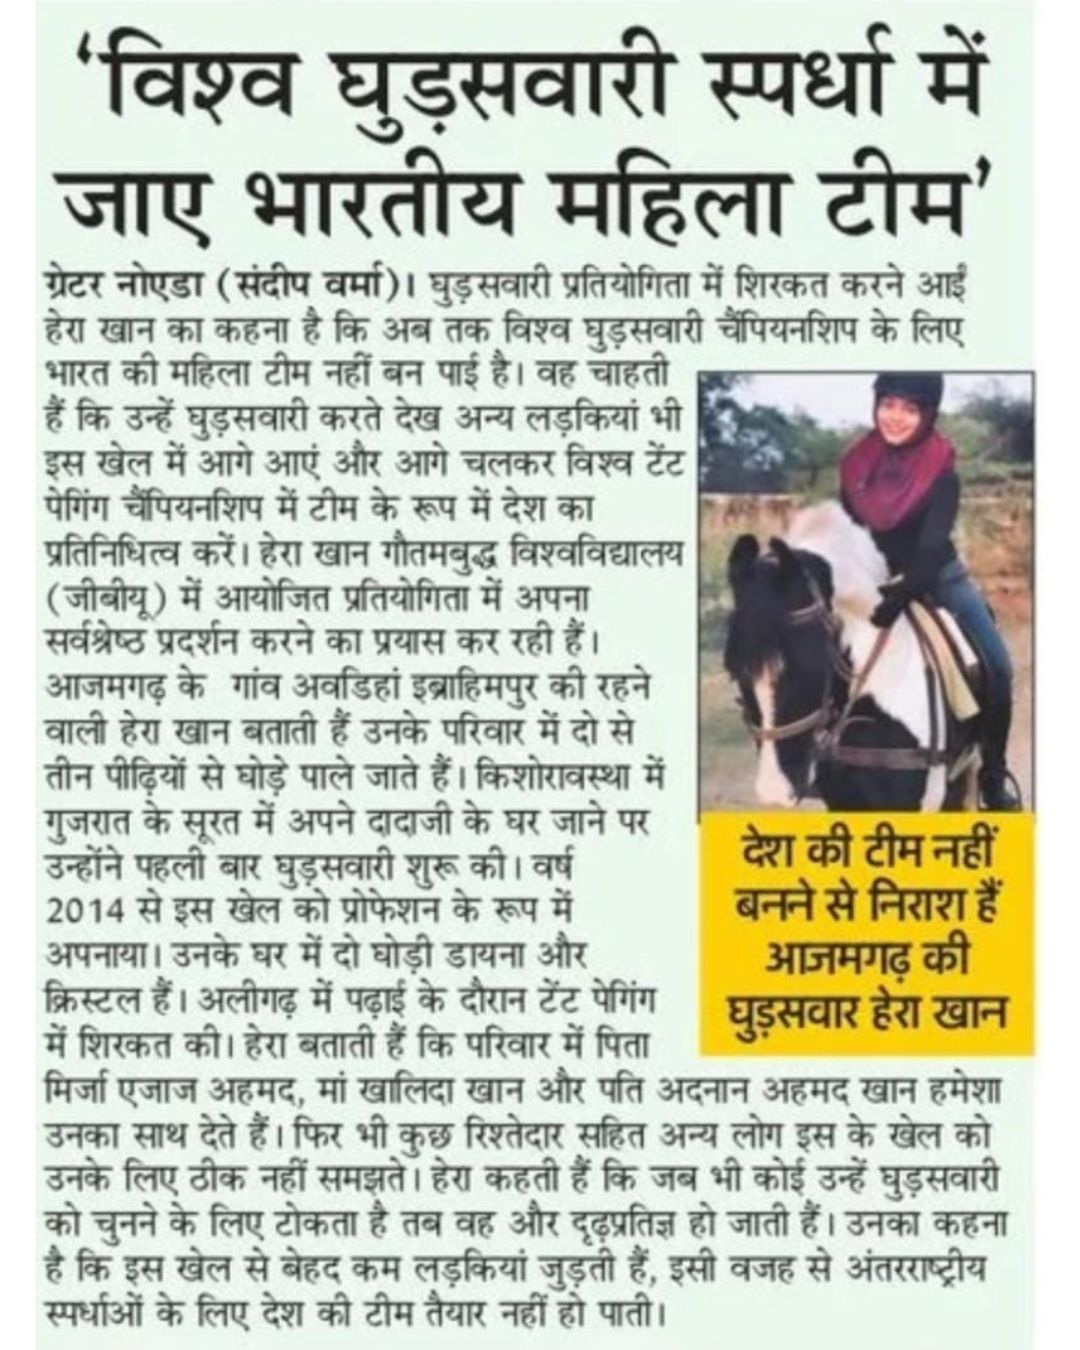 ‘विश्व घुड़सवारी स्पर्धा में
जाए भारतीय महिला टीम’
ग्रेटर नोएडा (संदीप वर्मा)। घुड़सवारी प्रतियोगिता में शिरकत करने आईं
हेरा खान का कहना है कि अब तक विश्व घुड़सवारी चैंपियनशिप के लिए
भारत की महिला टीम नहीं बन पाई है। वह चाहती
हैं कि उन्हें घुड़सवारी करते देख अन्य लड़कियां भी
इस खेल में आगे आएं और आगे चलकर विश्व टेंट
पेगिंग चैंपियनशिप में टीम के रूप में देश का
प्रतिनिधित्व करें। हेरा खान गौतमबुद्ध विश्वविद्यालय
(जीबीयू) में आयोजित प्रतियोगिता में अपना
सर्वश्रेष्ठ प्रदर्शन करने का प्रयास कर रही हैं।
आजमगढ़ के गांव अवडिहां इब्राहिमपुर की रहने
वाली हेरा खान बताती हैं उनके परिवार में दो से
तीन पीढ़ियों से घोड़े पाले जाते हैं। किशोरावस्था में
गुजरात के सूरत में अपने दादाजी के घर जाने पर
उन्होंने पहली बार घुड़सवारी शुरू की। वर्ष
2014 से इस खेल को प्रोफेशन के रूप में
अपनाया। उनके घर में दो घोड़ी डायना और
क्रिस्टल हैं। अलीगढ़ में पढ़ाई के दौरान टेंट पेगिंग
में शिरकत की। हेरा बताती हैं कि परिवार में पिता
मिर्जा एजाज अहमद, मां खालिदा खान और पति अदनान अहमद खान हमेशा
उनका साथ देते हैं। फिर भी कुछ रिश्तेदार सहित अन्य लोग इस के खेल को
उनके लिए ठीक नहीं समझते। हेरा कहती हैं कि जब भी कोई उन्हें घुड़सवारी
को चुनने के लिए टोकता है तब वह और दृढ़प्रतिज्ञ हो जाती हैं। उनका कहना
है कि इस खेल से बेहद कम लड़कियां जुड़ती हैं, इसी वजह से अंतरराष्ट्रीय
स्पर्धाओं के लिए देश की टीम तैयार नहीं हो पाती।
देश की टीम नहीं
बनने से निराश हैं
आजमगढ़ की
घुड़सवार हेरा खान